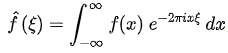 f̂ (ξ) = ∫_{-∞}^{∞} f(x) e^{-2πixξ} dx